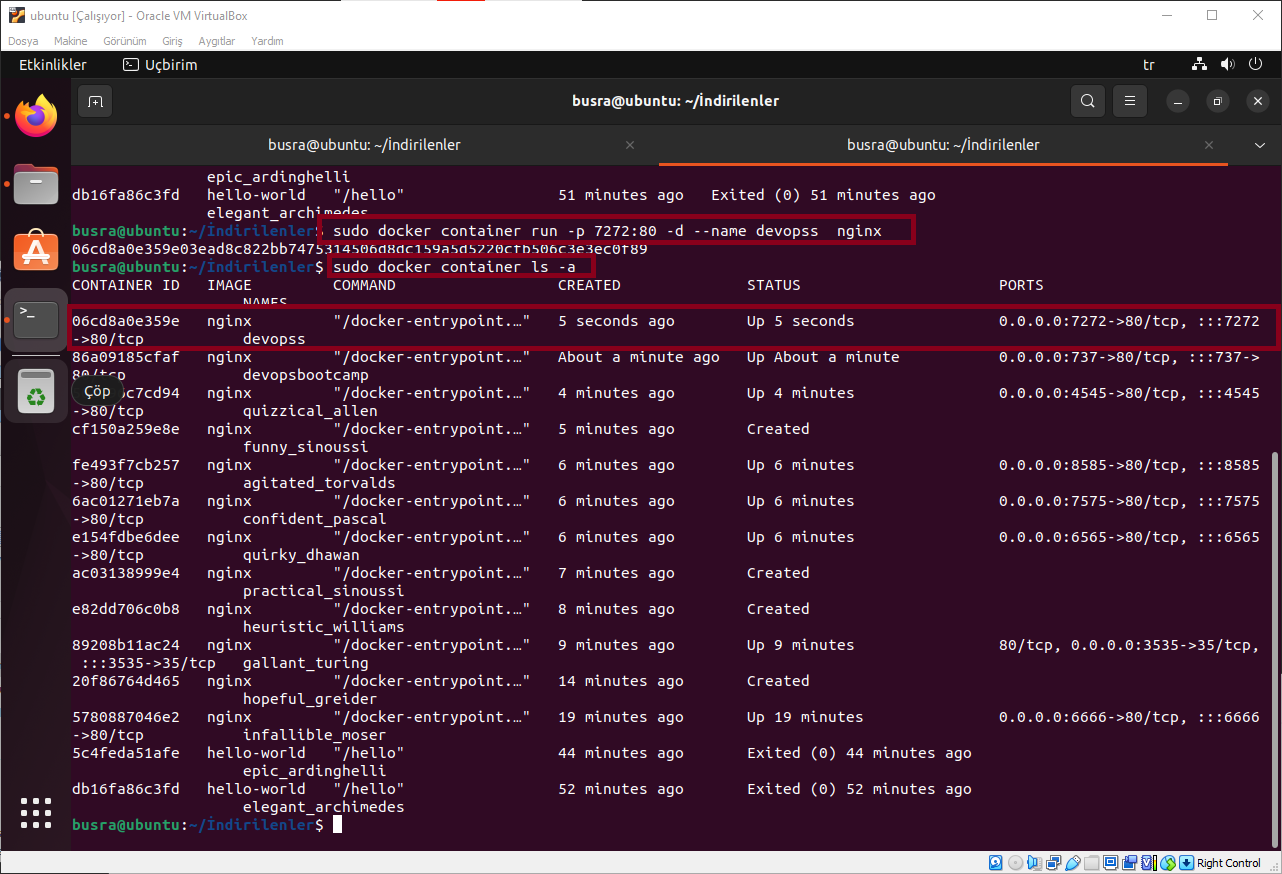 ubuntu [Çalışıyor] - Oracle VM VirtualBox
Dosya Makine Görünüm Giriş Aygıtlar Yardım
Etkinlikler Uçbirim tr
busra@ubuntu: ~/İndirilenler
busra@ubuntu: ~/İndirilenler busra@ubuntu: ~/İndirilenler
epic_ardinghelli
db16fa86c3fd hello-world "/hello" 51 minutes ago Exited (0) 51 minutes ago
elegant_archimedes
busra@ubuntu:~/İndirilenler$ sudo docker container run -p 7272:80 -d --name devopss nginx
06cd8a0e359e03ead8c822bb7475314506d8dc159a5d5220cfb506c3e3ec0f89
busra@ubuntu:~/İndirilenler$ sudo docker container ls -a
CONTAINER ID IMAGE COMMAND CREATED STATUS PORTS
NAMES
06cd8a0e359e nginx "/docker-entrypoint.…" 5 seconds ago Up 5 seconds 0.0.0.0:7272->80/tcp, :::7272
->80/tcp devopss
86a09185cfaf nginx "/docker-entrypoint.…" About a minute ago Up About a minute 0.0.0.0:737->80/tcp, :::737->
80/tcp devopsbootcamp
c7cd94 nginx "/docker-entrypoint.…" 4 minutes ago Up 4 minutes 0.0.0.0:4545->80/tcp, :::4545
Çöp
->80/tcp quizzical_allen
cf150a259e8e nginx "/docker-entrypoint.…" 5 minutes ago Created
funny_sinoussi
fe493f7cb257 nginx "/docker-entrypoint.…" 6 minutes ago Up 6 minutes 0.0.0.0:8585->80/tcp, :::8585
->80/tcp agitated_torvalds
6ac01271eb7a nginx "/docker-entrypoint.…" 6 minutes ago Up 6 minutes 0.0.0.0:7575->80/tcp, :::7575
->80/tcp confident_pascal
e154fdbe6dee nginx "/docker-entrypoint.…" 6 minutes ago Up 6 minutes 0.0.0.0:6565->80/tcp, :::6565
->80/tcp quirky_dhawan
ac03138999e4 nginx "/docker-entrypoint.…" 7 minutes ago Created
practical_sinoussi
e82dd706c0b8 nginx "/docker-entrypoint.…" 8 minutes ago Created
heuristic_williams
89208b11ac24 nginx "/docker-entrypoint.…" 9 minutes ago Up 9 minutes 80/tcp, 0.0.0.0:3535->35/tcp,
:::3535->35/tcp gallant_turing
20f86764d465 nginx "/docker-entrypoint.…" 14 minutes ago Created
hopeful_greider
5780887046e2 nginx "/docker-entrypoint.…" 19 minutes ago Up 19 minutes 0.0.0.0:6666->80/tcp, :::6666
->80/tcp infallible_moser
5c4feda51afe hello-world "/hello" 44 minutes ago Exited (0) 44 minutes ago
epic_ardinghelli
db16fa86c3fd hello-world "/hello" 52 minutes ago Exited (0) 52 minutes ago
elegant_archimedes
busra@ubuntu:~/İndirilenler$
Right Control